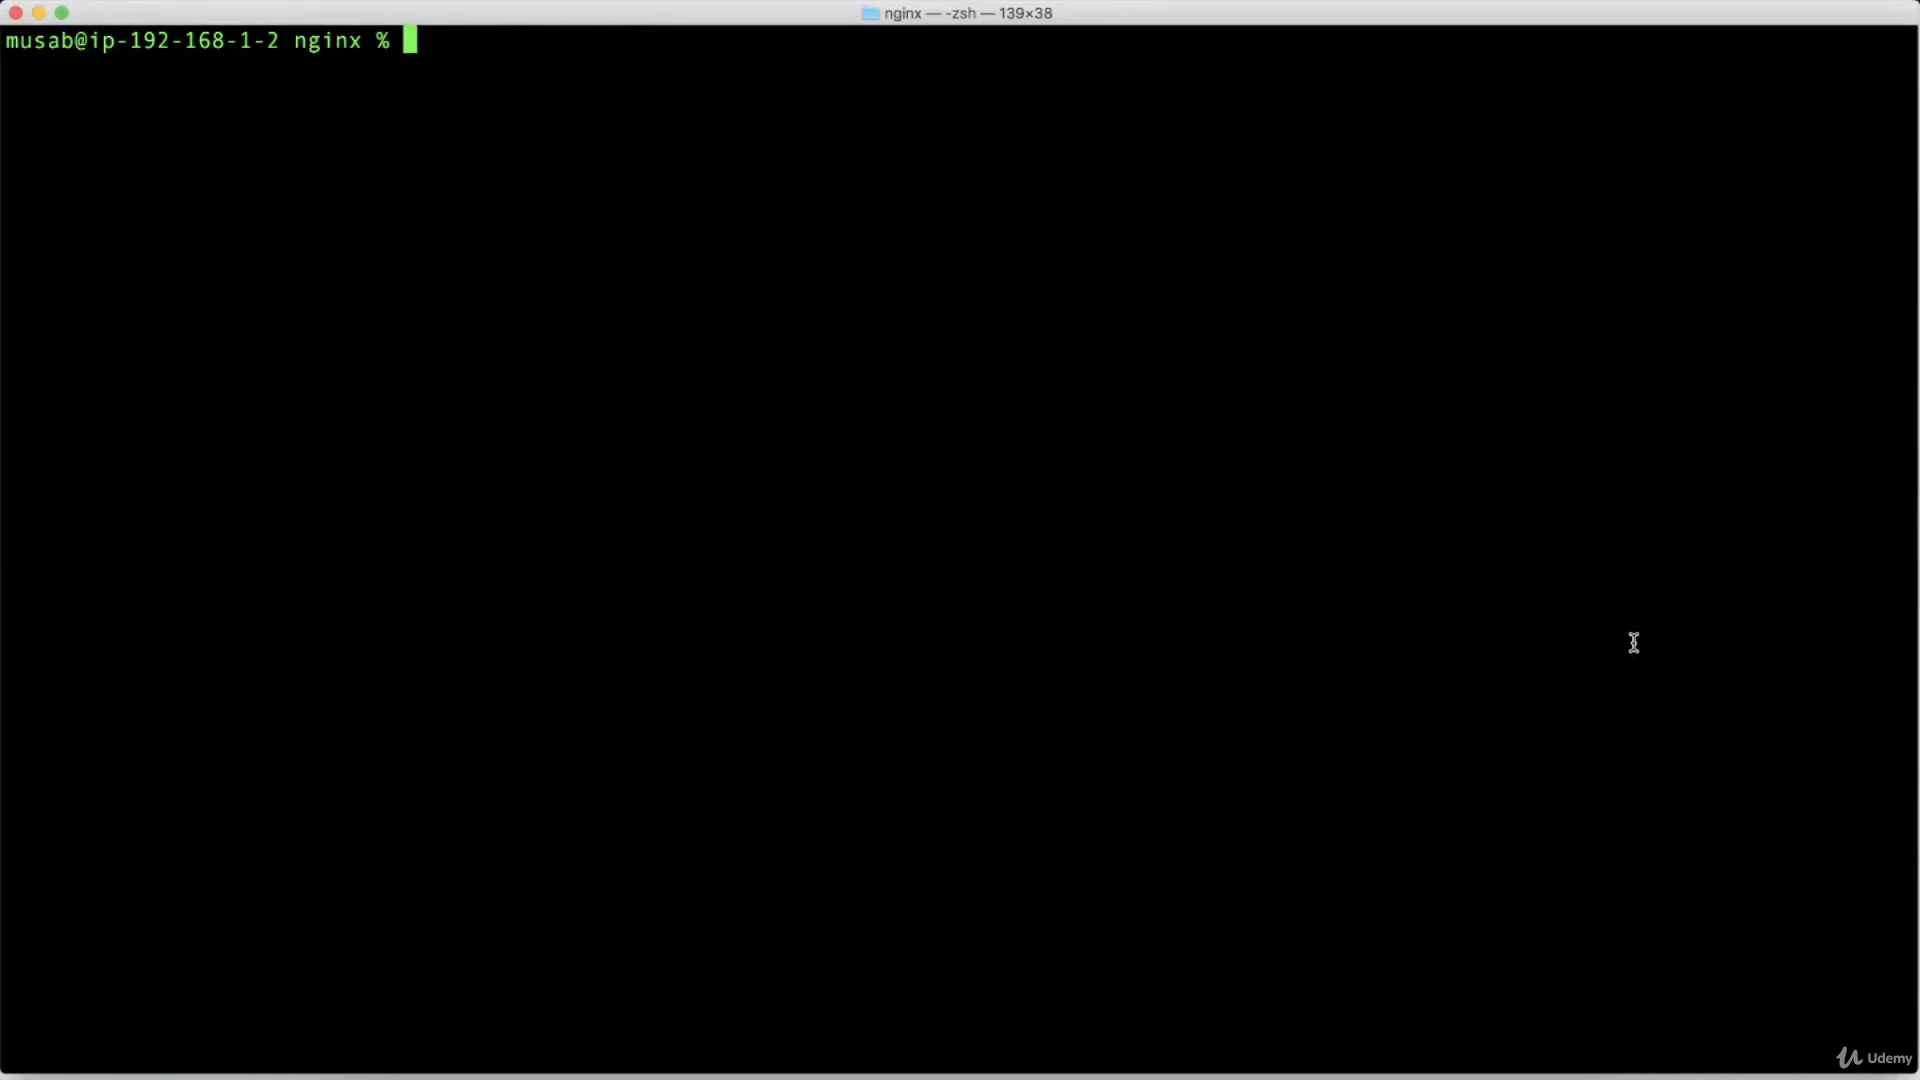 nginx — -zsh — 139×38
musab@ip-192-168-1-2 nginx %
Udemy